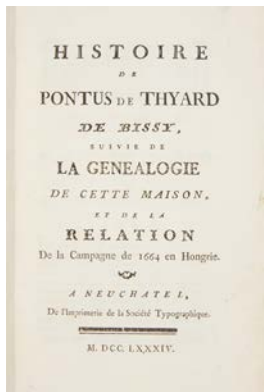 HISTOIRE
DE
PONTUS DE THYARD
DE BISSY,
SUIVIE DE
LA GENEALOGIE
DE CETTE MAISON,
ET DE LA
RELATION
De la Campagne de 1664 en Hongrie.
A NEUCHATEL,
De l'Imprimerie de la Société Typographique.
M. DCC. LXXXIV.